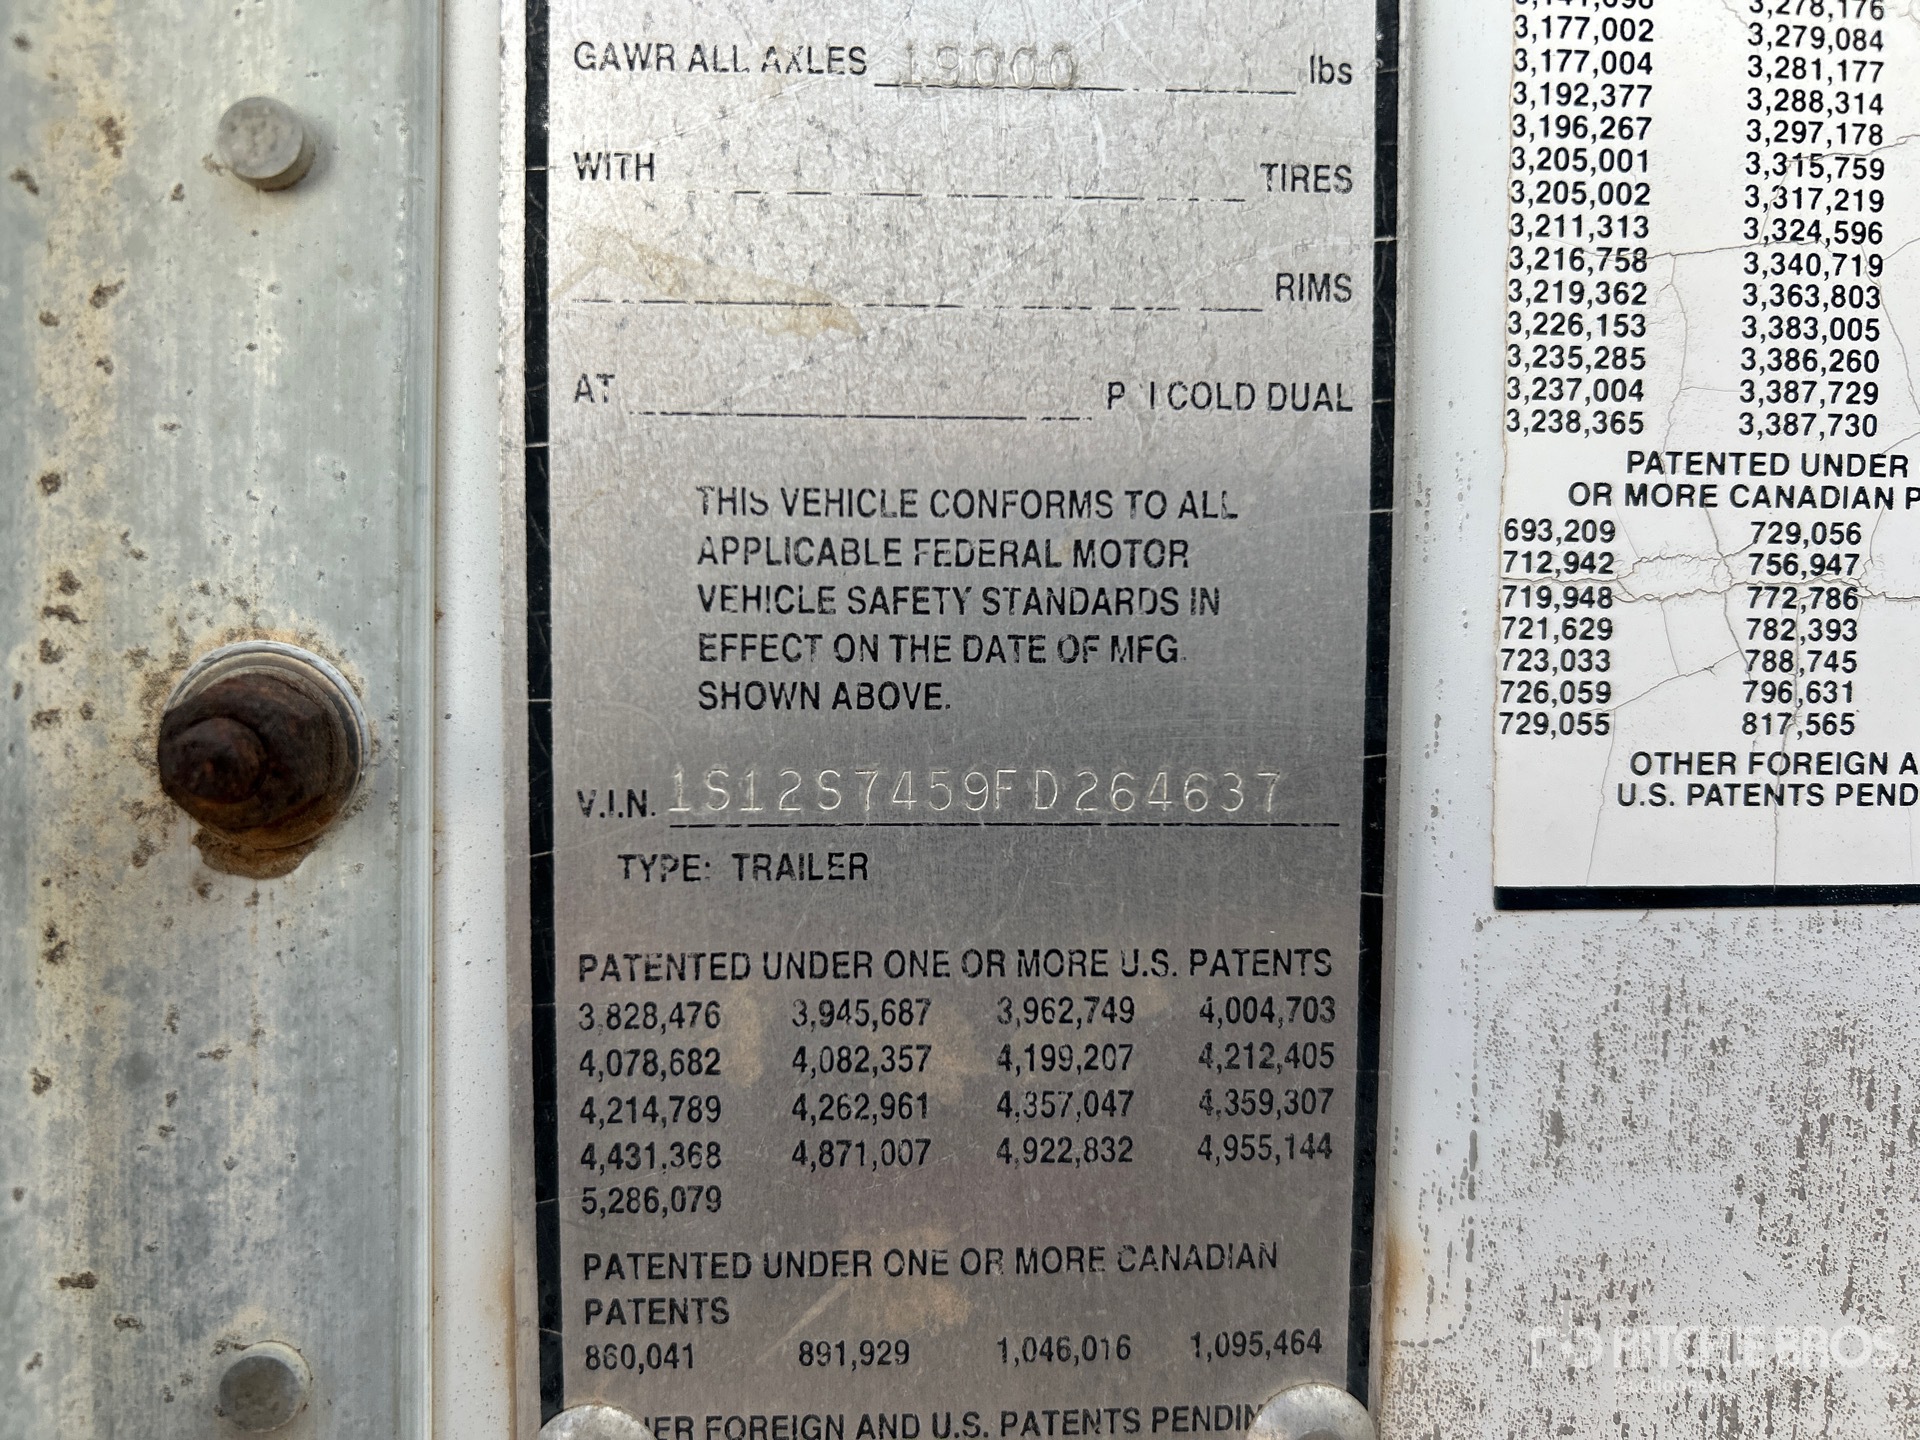 GAWR ALL AXLES 19000 lbs
WITH TIRES
RIMS
AT P I COLD DUAL
THIS VEHICLE CONFORMS TO ALL
APPLICABLE FEDERAL MOTOR
VEHICLE SAFETY STANDARDS IN
EFFECT ON THE DATE OF MFG.
SHOWN ABOVE.
V.I.N. 1S12S7459FD264637
TYPE: TRAILER
PATENTED UNDER ONE OR MORE U.S. PATENTS
3,828,476 3,945,687 3,962,749 4,004,703
4,078,682 4,082,357 4,199,207 4,212,405
4,214,789 4,262,961 4,357,047 4,359,307
4,431,368 4,871,007 4,922,832 4,955,144
5,286,079
PATENTED UNDER ONE OR MORE CANADIAN
PATENTS
860,041 891,929 1,046,016 1,095,464
ER FOREIGN AND U.S. PATENTS PENDIN
3,278,176
3,177,002 3,279,084
3,177,004 3,281,177
3,192,377 3,288,314
3,196,267 3,297,178
3,205,001 3,315,759
3,205,002 3,317,219
3,211,313 3,324,596
3,216,758 3,340,719
3,219,362 3,363,803
3,226,153 3,383,005
3,235,285 3,386,260
3,237,004 3,387,729
3,238,365 3,387,730
PATENTED UNDER
OR MORE CANADIAN P
693,209 729,056
712,942 756,947
719,948 772,786
721,629 782,393
723,033 788,745
726,059 796,631
729,055 817,565
OTHER FOREIGN A
U.S. PATENTS PEND
RITCHIE BROS.
Auctioneers